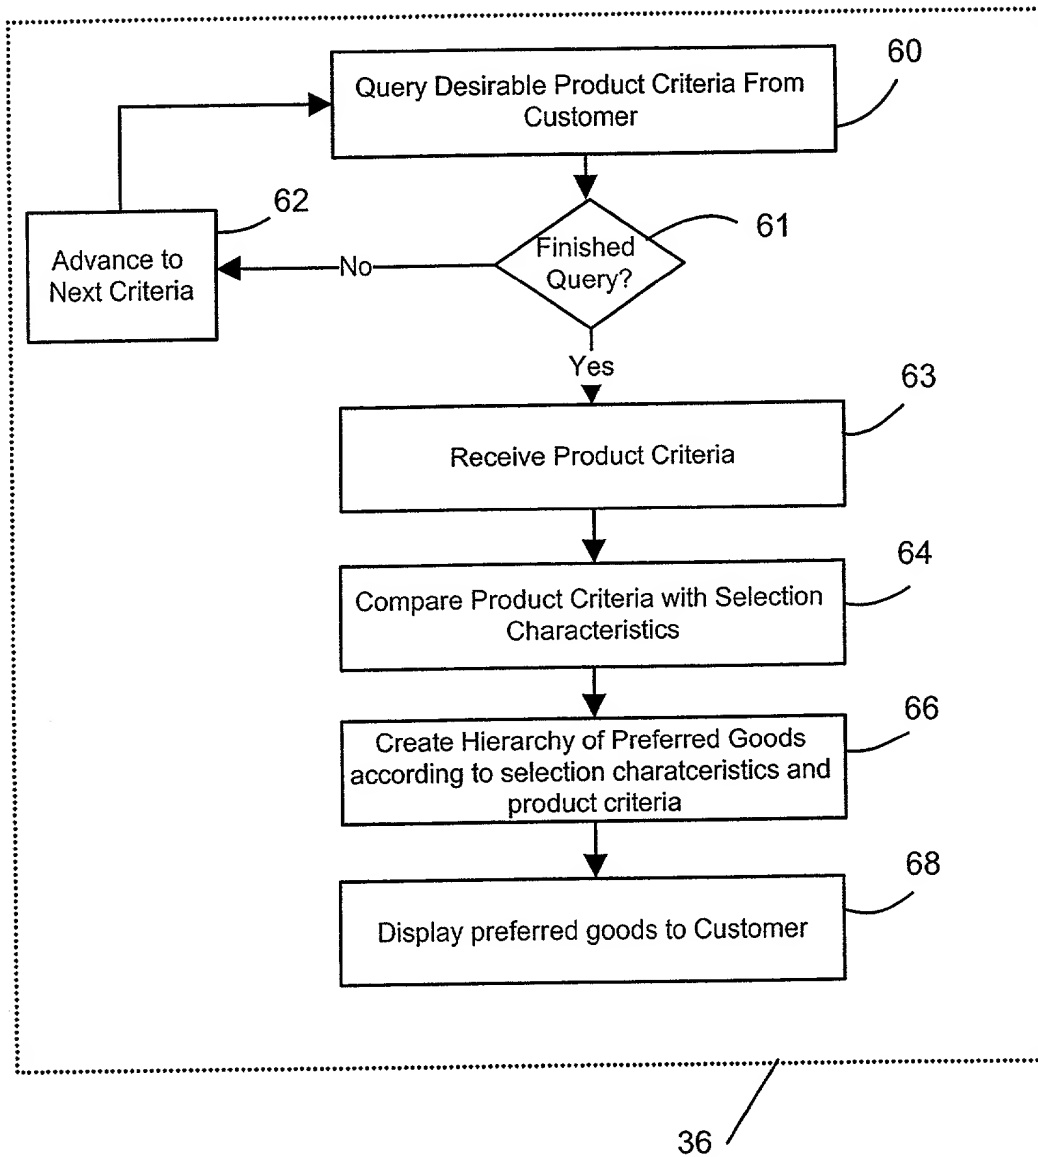 60
Query Desirable Product Criteria From
Customer
62
61
Advance to
Next Criteria
No
Finished
Query?
Yes
63
Receive Product Criteria
64
Compare Product Criteria with Selection
Characteristics
66
Create Hierarchy of Preferred Goods
according to selection charatceristics and
product criteria
68
Display preferred goods to Customer
36